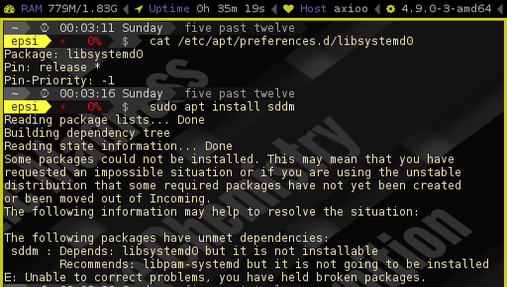 RAM 779M/1.83G Uptime 0h 35m 19s Host axioo 4.9.0-3-amd64
~ 00:03:11 Sunday five past twelve
epsi 0% $ cat /etc/apt/preferences.d/libsystemd0
Package: libsystemd0
Pin: release *
Pin-Priority: -1
~ 00:03:16 Sunday five past twelve
epsi 0% $ sudo apt install sddm
Reading package lists... Done
Building dependency tree
Reading state information... Done
Some packages could not be installed. This may mean that you have
requested an impossible situation or if you are using the unstable
distribution that some required packages have not yet been created
or been moved out of Incoming.
The following information may help to resolve the situation:
The following packages have unmet dependencies:
sddm : Depends: libsystemd0 but it is not installable
Recommends: libpam-systemd but it is not going to be installed
E: Unable to correct problems, you have held broken packages.